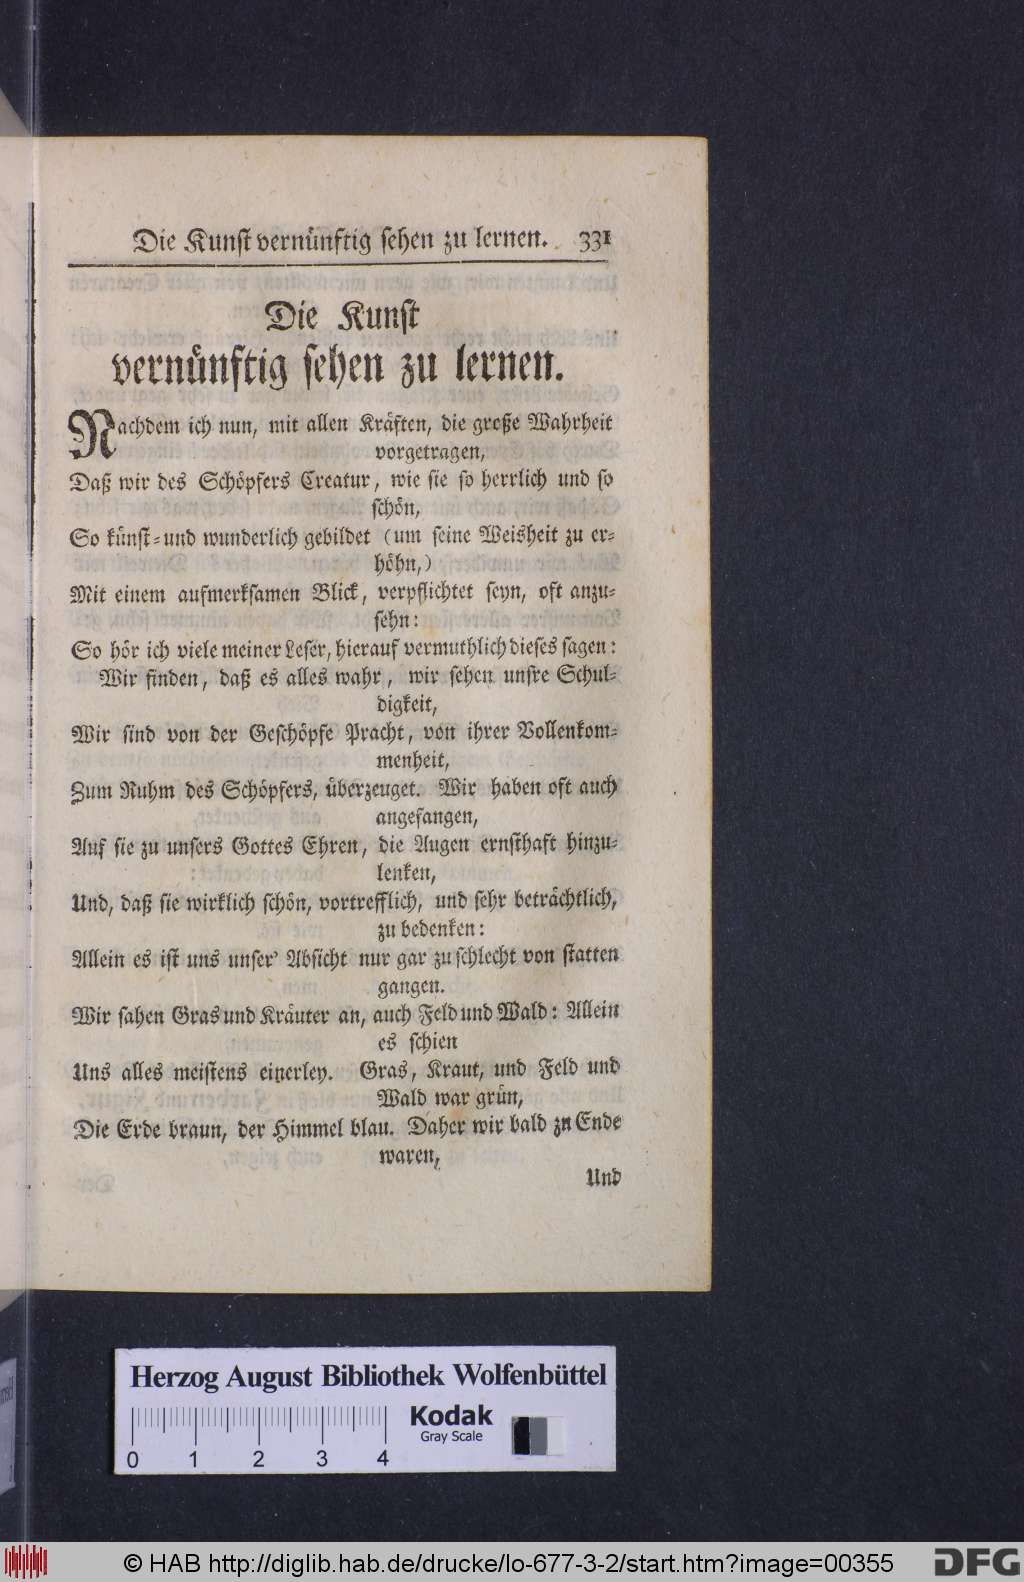 Die Kunst vernünftig sehen zu lernen. 331
Die Kunst
vernünftig sehen zu lernen.
Nachdem ich nun, mit allen Kräften, die große Wahrheit
vorgetragen,
Daß wir des Schöpfers Creatur, wie sie so herrlich und so
schön,
So künst- und wunderlich gebildet (um seine Weisheit zu er-
höhn,)
Mit einem aufmerksamen Blick, verpflichtet seyn, oft anzu-
sehn:
So hör ich viele meiner Leser, hierauf vermuthlich dieses sagen:
Wir finden, daß es alles wahr, wir sehen unsre Schul-
digkeit,
Wir sind von der Geschöpfe Pracht, von ihrer Vollenkom-
menheit,
Zum Ruhm des Schöpfers, überzeuget. Wir haben oft auch
angefangen,
Auf sie zu unsers Gottes Ehren, die Augen ernsthaft hinzu-
lenken,
Und, daß sie wirklich schön, vortrefflich, und sehr beträchtlich,
zu bedenken:
Allein es ist uns unser' Absicht nur gar zu schlecht von statten
gangen.
Wir sahen Gras und Kräuter an, auch Feld und Wald: Allein
es schien
Uns alles meistens einerley. Gras, Kraut, und Feld und
Wald war grün,
Die Erde braun, der Himmel blau. Daher wir bald zu Ende
waren,
Und
Herzog August Bibliothek Wolfenbüttel
Kodak
Gray Scale
0 1 2 3 4
© HAB http://diglib.hab.de/drucke/lo-677-3-2/start.htm?image=00355
DFG